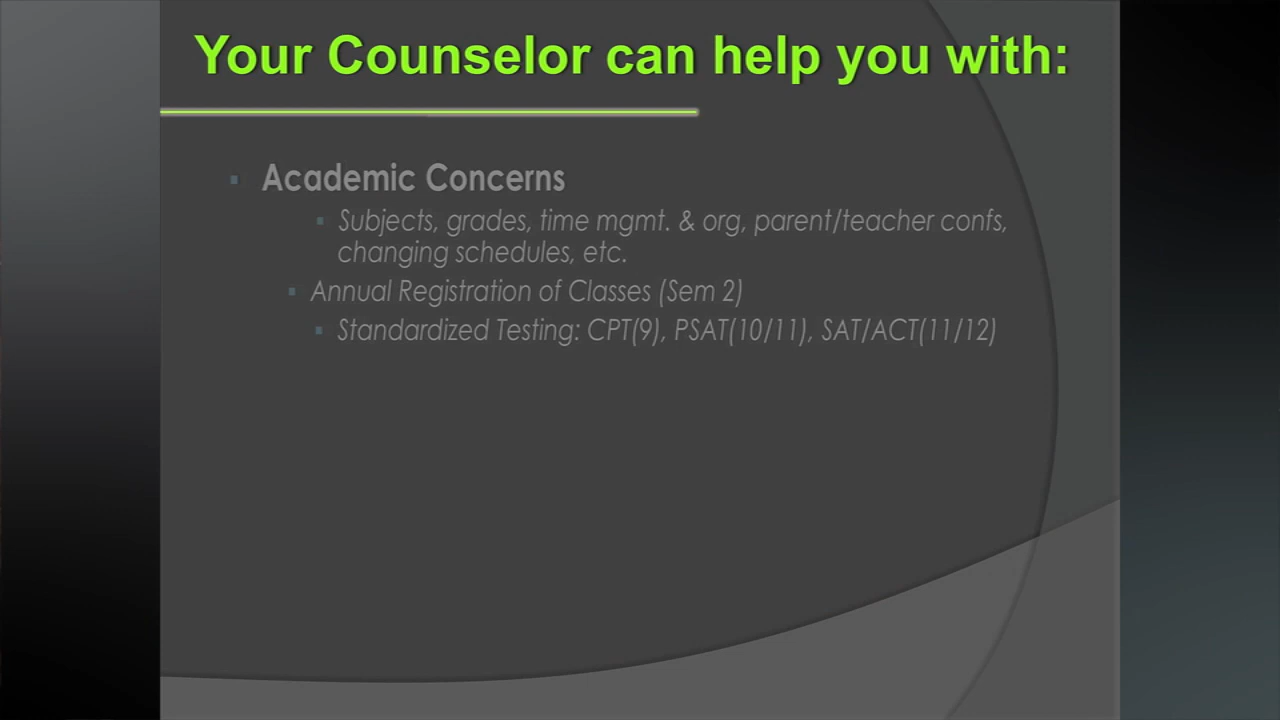 Your Counselor can help you with:
Academic Concerns
Subjects, grades, time mgmt. & org, parent/teacher confs,
changing schedules, etc.
Annual Registration of Classes (Sem 2)
Standardized Testing: CPT(9), PSAT(10/11), SAT/ACT(11/12)